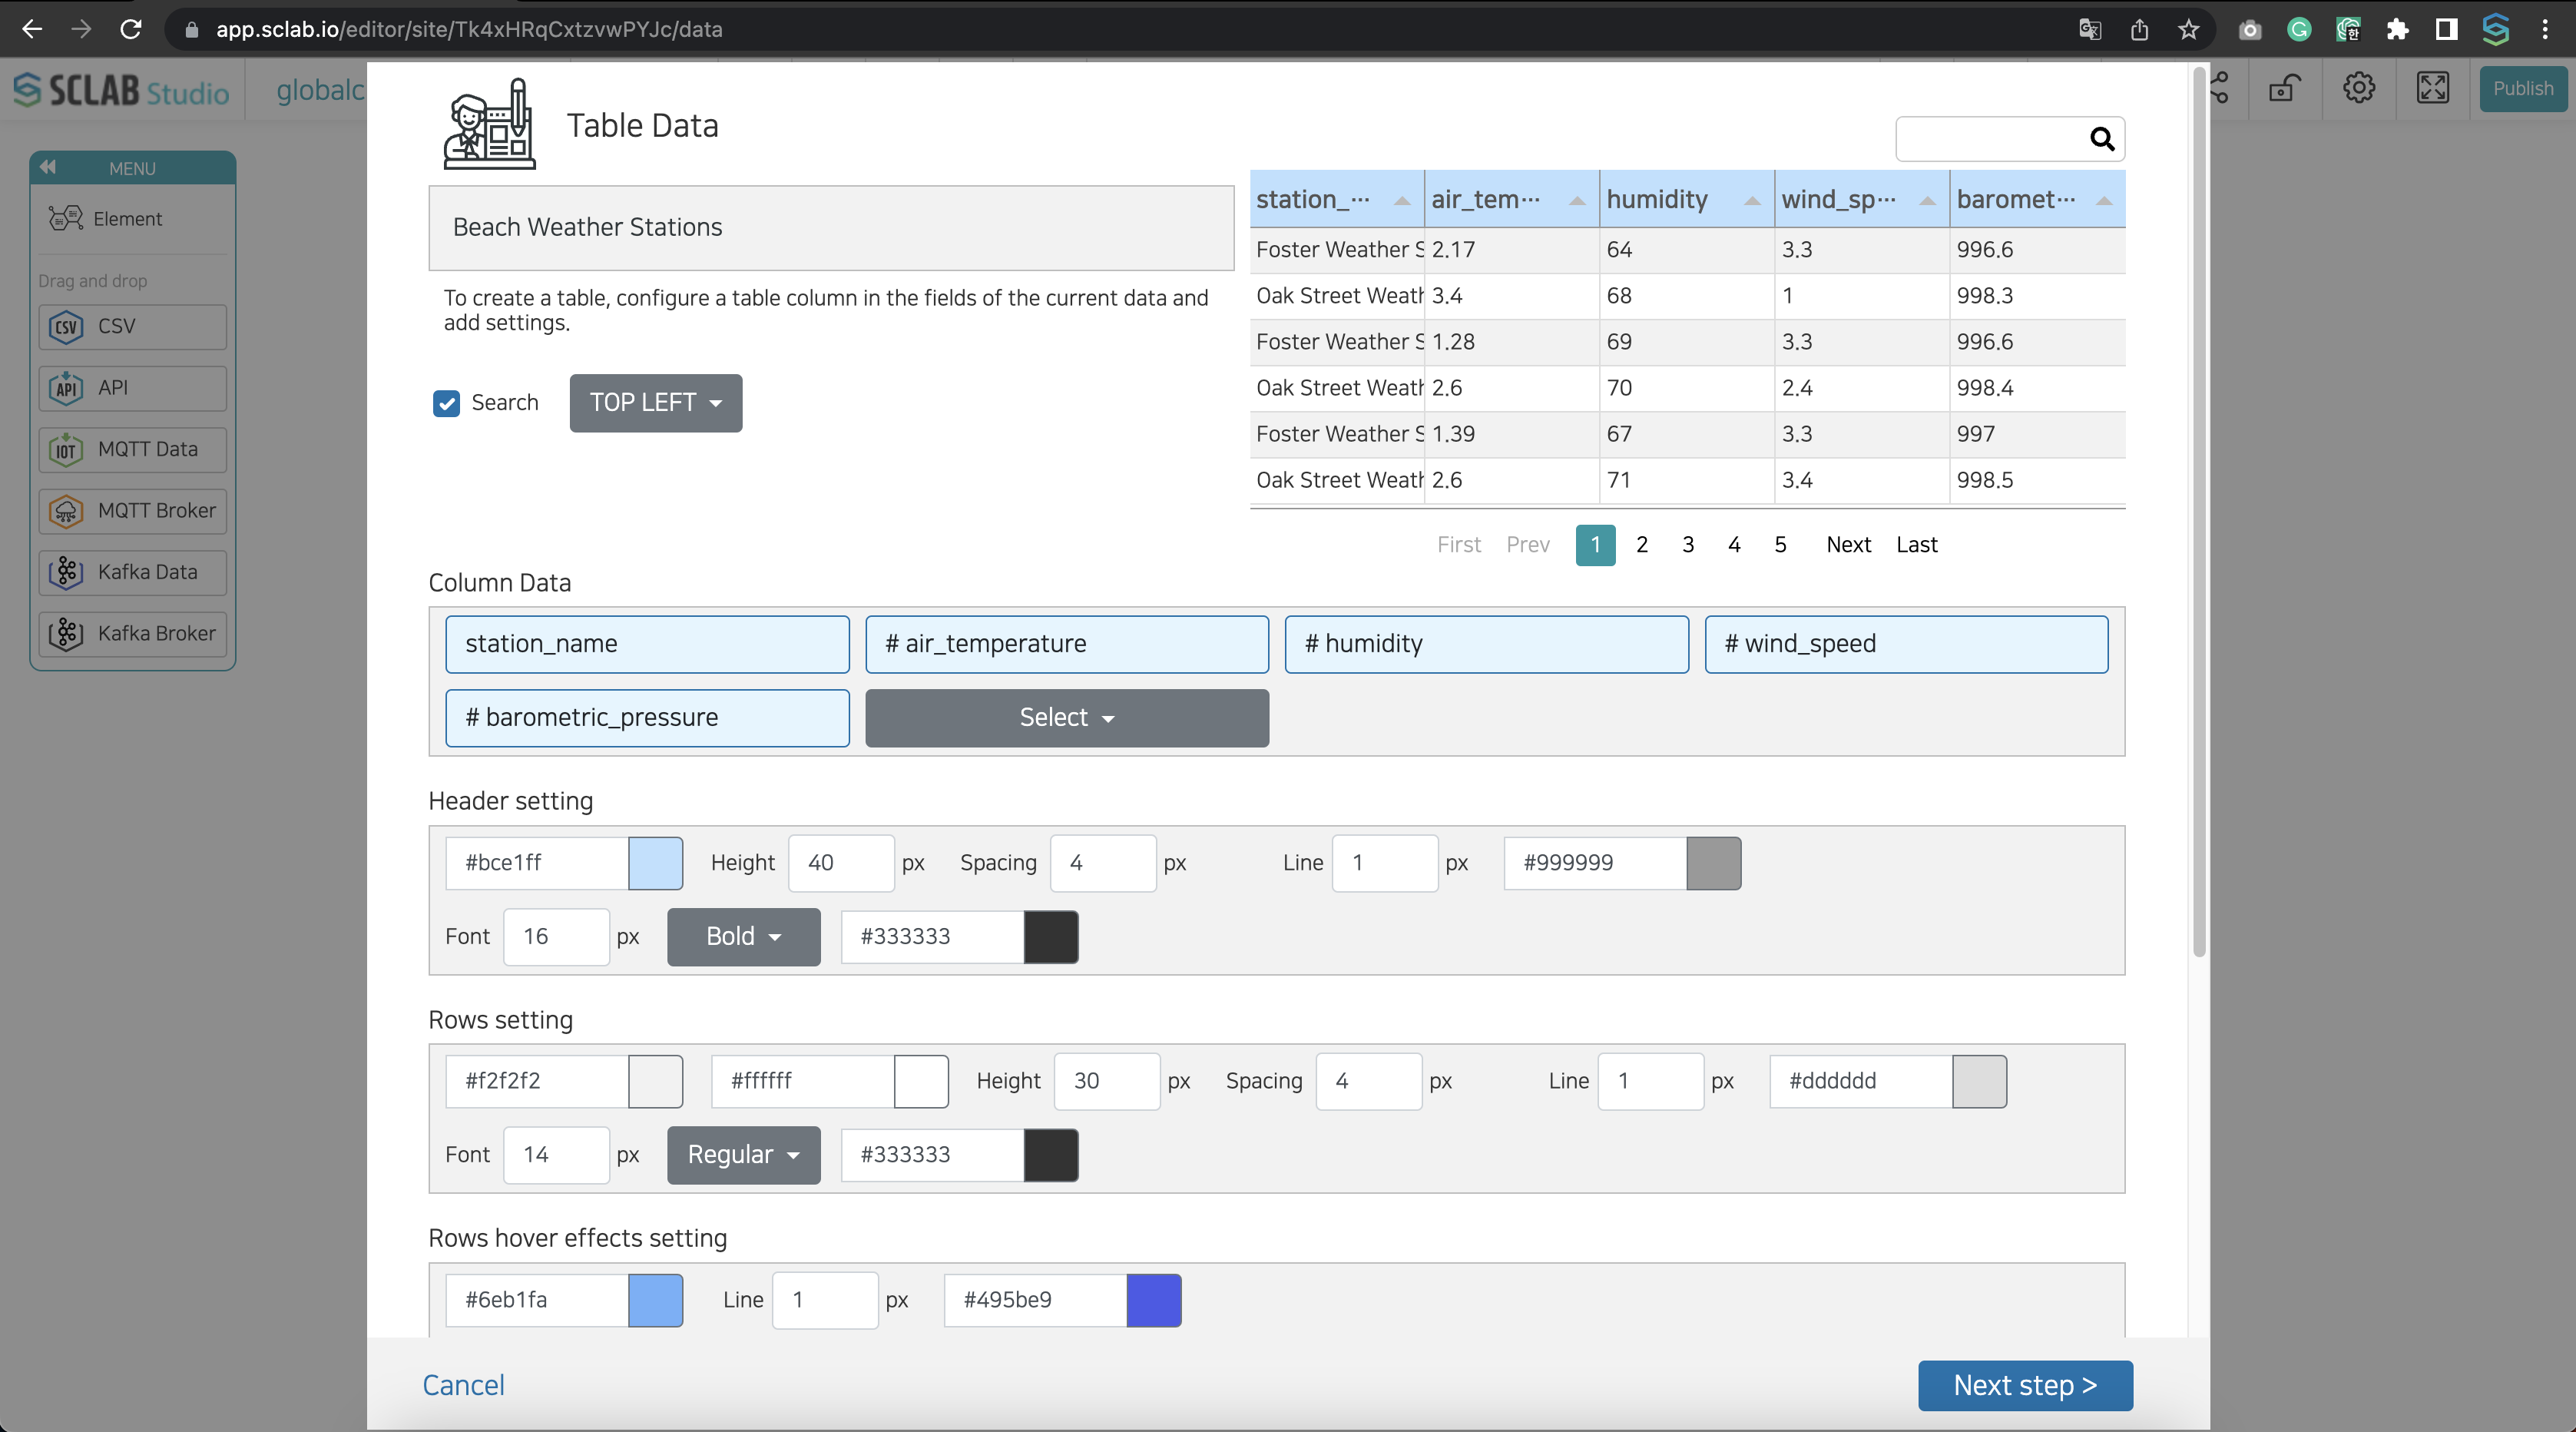 app.sclab.io/editor/site/Tk4xHRqCxtzvwPYJc/data
SCLAB Studio
globalc
Publish
MENU
Element
Drag and drop
CSV CSV
API API
IOT MQTT Data
MQTT Broker
Kafka Data
Kafka Broker
Table Data
Beach Weather Stations
To create a table, configure a table column in the fields of the current data and
add settings.
Search TOP LEFT
station_··· air_tem··· humidity wind_sp··· baromet···
Foster Weather S 2.17 64 3.3 996.6
Oak Street Weath 3.4 68 1 998.3
Foster Weather S 1.28 69 3.3 996.6
Oak Street Weath 2.6 70 2.4 998.4
Foster Weather S 1.39 67 3.3 997
Oak Street Weath 2.6 71 3.4 998.5
First Prev 1 2 3 4 5 Next Last
Column Data
station_name # air_temperature # humidity # wind_speed
# barometric_pressure Select
Header setting
#bce1ff Height 40 px Spacing 4 px Line 1 px #999999
Font 16 px Bold #333333
Rows setting
#f2f2f2 #ffffff Height 30 px Spacing 4 px Line 1 px #dddddd
Font 14 px Regular #333333
Rows hover effects setting
#6eb1fa Line 1 px #495be9
Cancel Next step >